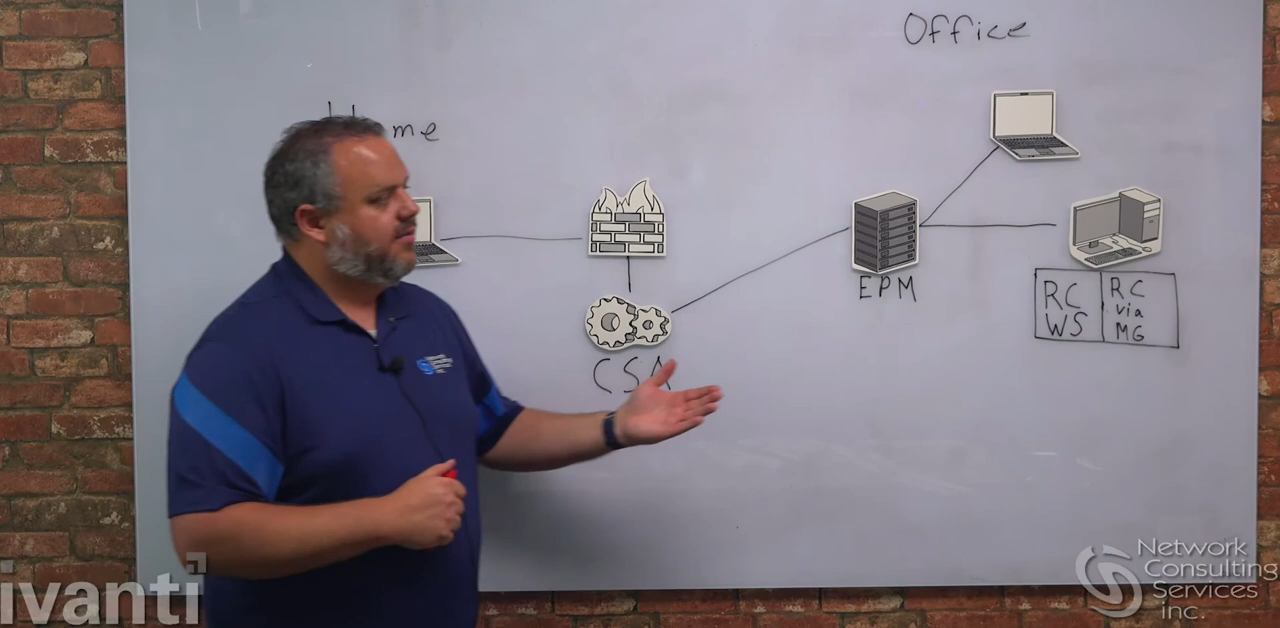 Office
me
CSA
EPM
RC
WS
RC
via
MG
ivanti
Network
Consulting
Services
inc.